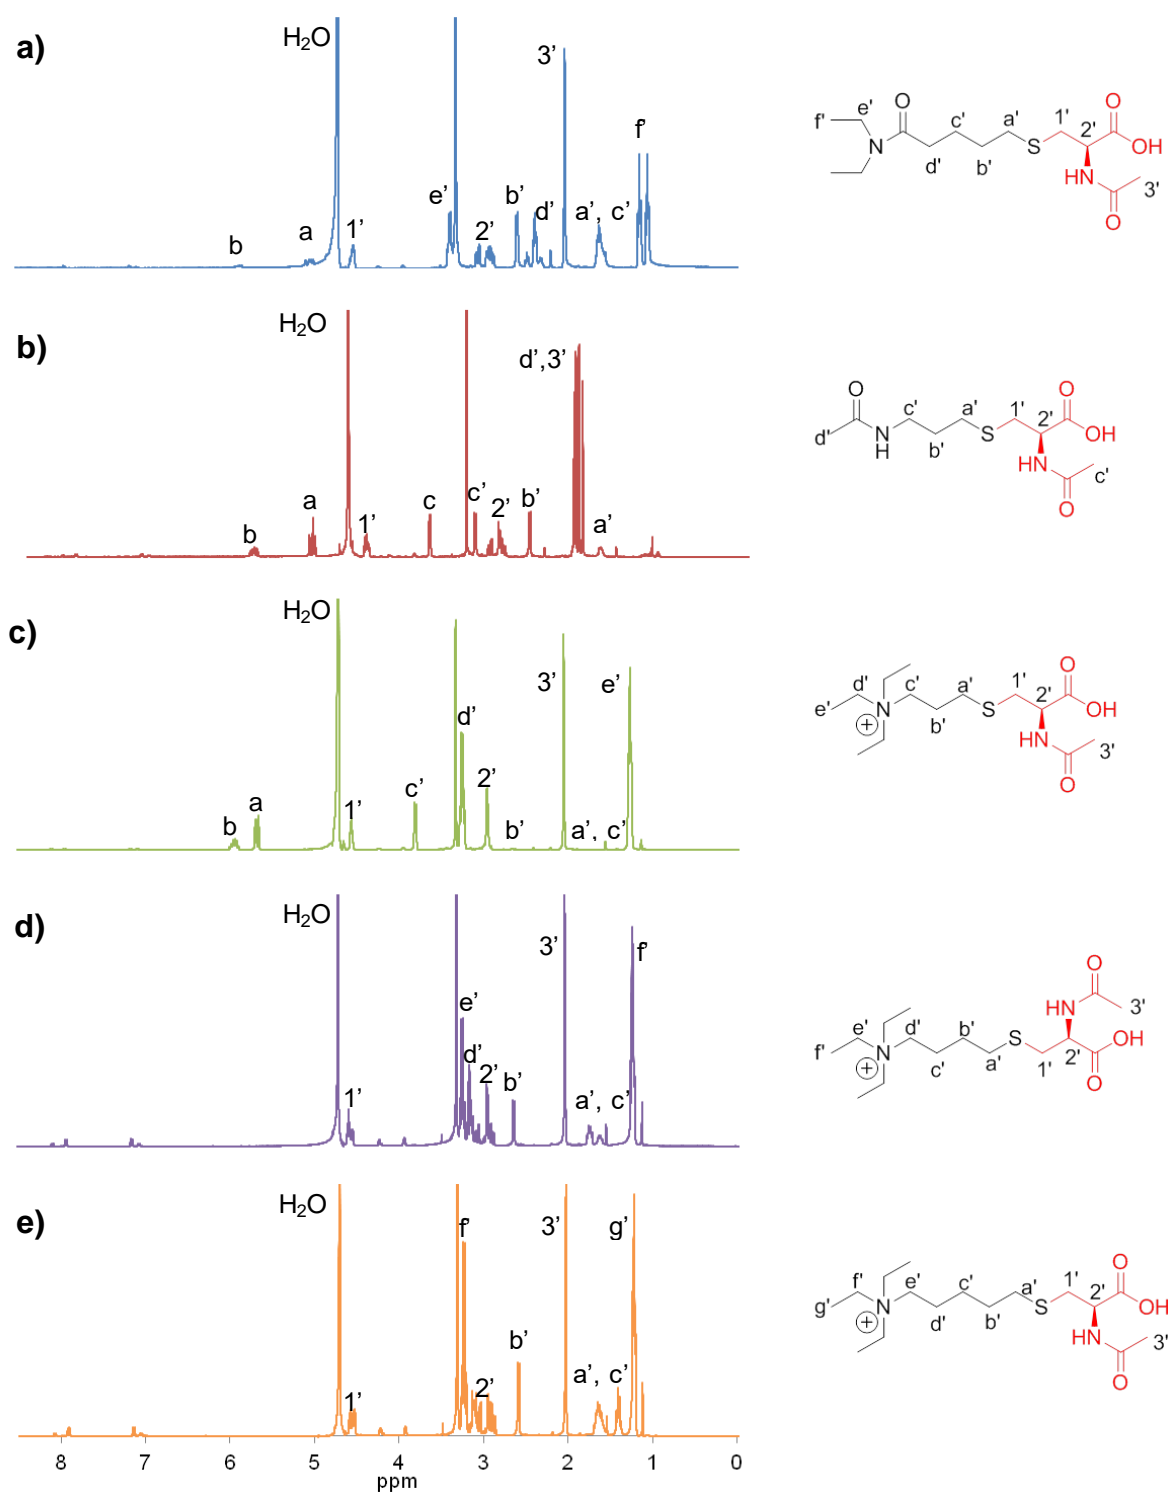 a)
H₂O
3'
f'
e'
b'
d'
a', c'
2'
1'
a
b
f'
e'
O
c'
a'
1'
O
N
d'
b'
S
2'
OH
HN
3'
O
b)
H₂O
d',3'
b
a
1'
c
c'
2'
b'
a'
O
c'
a'
1'
O
d'
N
H
b'
S
2'
OH
HN
c'
O
c)
H₂O
3'
e'
d'
c'
2'
a
b
1'
b'
a', c'
d'
c'
a'
1'
O
e'
N
+
b'
S
2'
OH
HN
3'
O
d)
H₂O
3'
f'
e'
d'
2'
b'
1'
a', c'
O
HN
3'
e'
d'
b'
S
OH
f'
N
+
c'
a'
1'
2'
O
e)
H₂O
f'
3'
g'
b'
2'
1'
a', c'
f'
e'
c'
a'
1'
O
g'
N
+
d'
b'
S
2'
OH
HN
3'
O
8 7 6 5 4 3 2 1 0
ppm